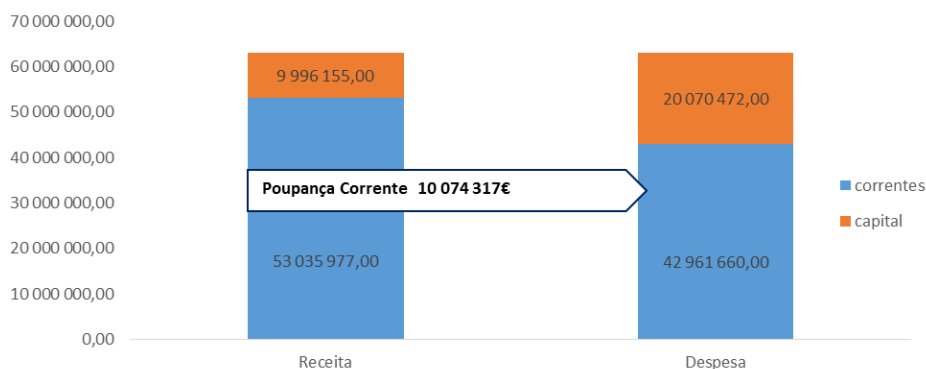 70 000 000,00
60 000 000,00
50 000 000,00
40 000 000,00
30 000 000,00
20 000 000,00
10 000 000,00
0,00
9 996 155,00
20 070 472,00
Poupança Corrente 10 074 317€
53 035 977,00
42 961 660,00
Receita
Despesa
correntes
capital